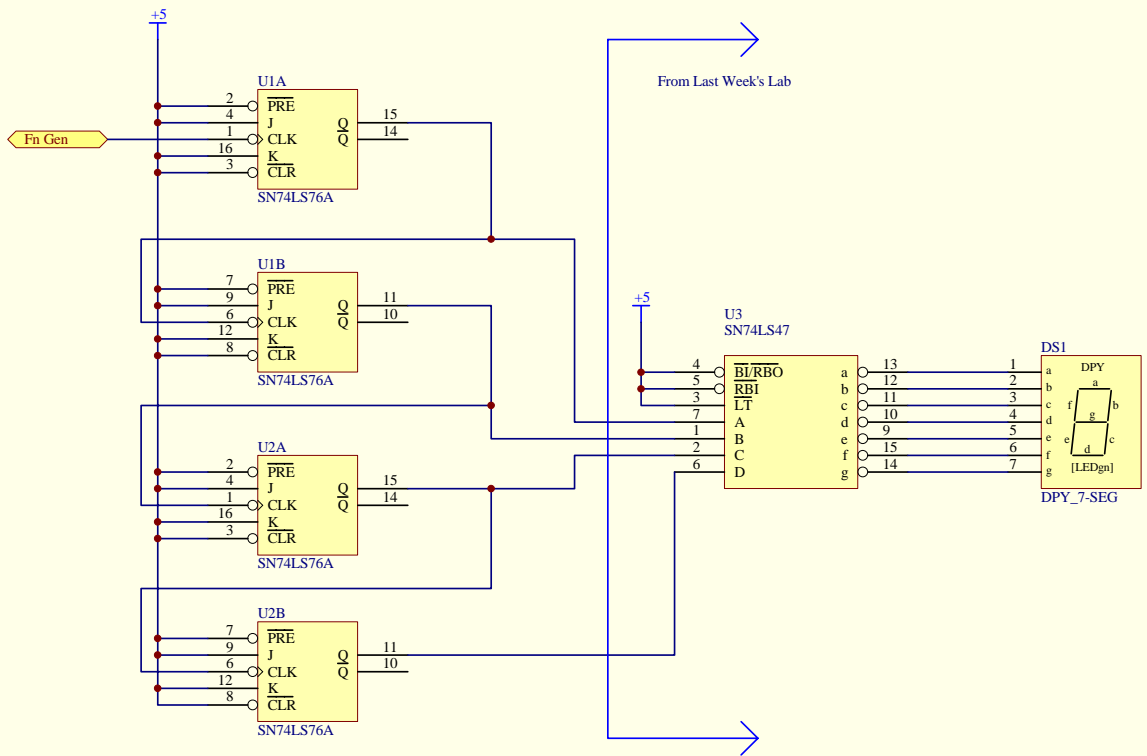 +5
From Last Week's Lab
Fn Gen
U1A
2 PRE
4 J Q 15
1 CLK Q 14
16 K
3 CLR
SN74LS76A
U1B
7 PRE
9 J Q 11
6 CLK Q 10
12 K
8 CLR
SN74LS76A
U2A
2 PRE
4 J Q 15
1 CLK Q 14
16 K
3 CLR
SN74LS76A
U2B
7 PRE
9 J Q 11
6 CLK Q 10
12 K
8 CLR
SN74LS76A
+5
U3
SN74LS47
4 BI/RBO a 13
5 RBI b 12
3 LT c 11
7 A d 10
1 B e 9
2 C f 15
6 D g 14
DS1
1 a DPY
2 b a
3 c f b
4 d g
5 e e c
6 f d
7 g [LEDgn]
DPY_7-SEG